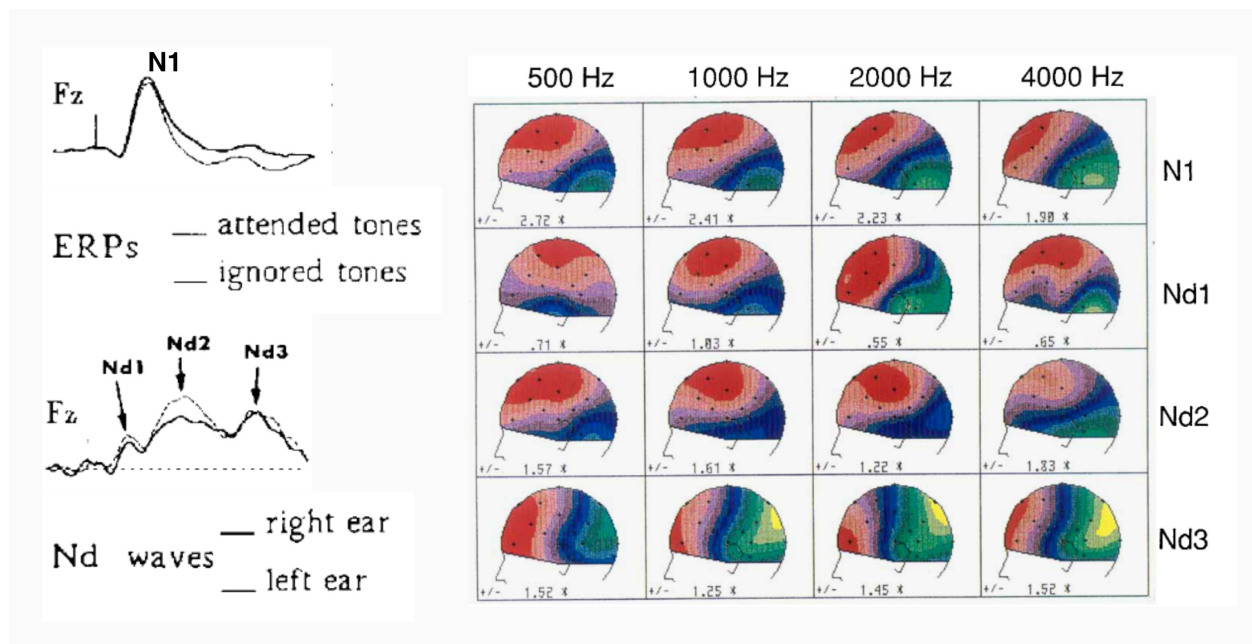 N1
Fz
ERPs
attended tones
ignored tones
Nd1
Nd2
Nd3
Fz
Nd waves
right ear
left ear
500 Hz 1000 Hz 2000 Hz 4000 Hz
+/- 2.72 * +/- 2.41 * +/- 2.23 * +/- 1.90 * N1
+/- .71 * +/- 1.03 * +/- .55 * +/- .65 * Nd1
+/- 1.57 * +/- 1.61 * +/- 1.22 * +/- 1.83 * Nd2
+/- 1.52 * +/- 1.25 * +/- 1.45 * +/- 1.52 * Nd3